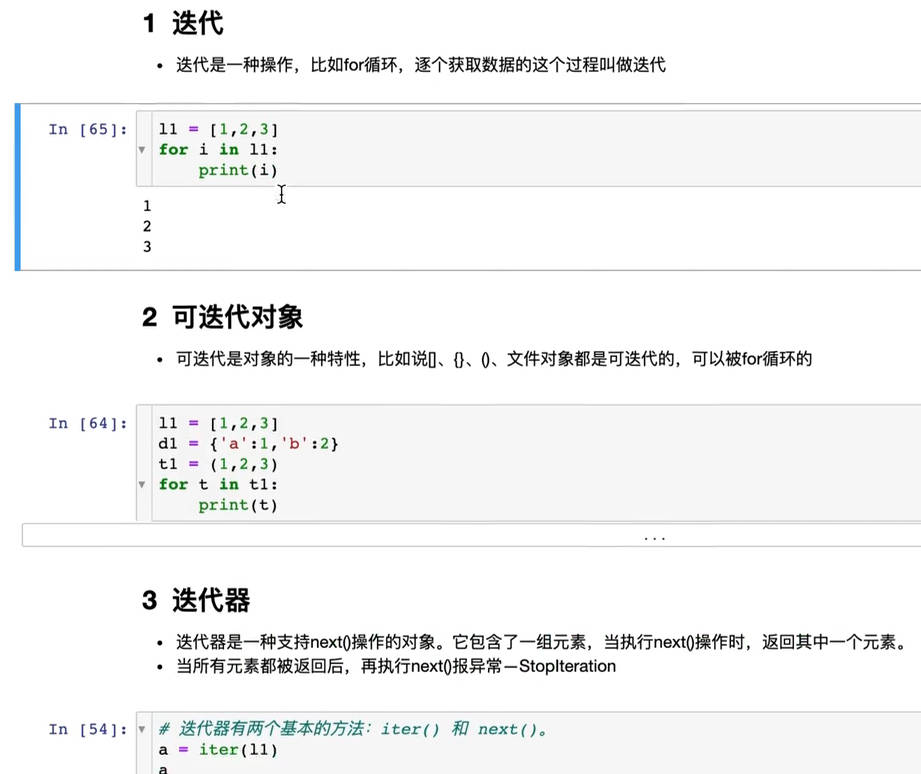 1 迭代
• 迭代是一种操作，比如for循环，逐个获取数据的这个过程叫做迭代
In [65]: l1 = [1,2,3]
for i in l1:
    print(i)
1
2
3
2 可迭代对象
• 可迭代是对象的一种特性，比如说[]、{}、()、文件对象都是可迭代的，可以被for循环的
In [64]: l1 = [1,2,3]
d1 = {'a':1,'b':2}
t1 = (1,2,3)
for t in t1:
    print(t)
...
3 迭代器
• 迭代器是一种支持next()操作的对象。它包含了一组元素，当执行next()操作时，返回其中一个元素。
• 当所有元素都被返回后，再执行next()报异常—StopIteration
In [54]: # 迭代器有两个基本的方法：iter() 和 next()。
a = iter(l1)
a